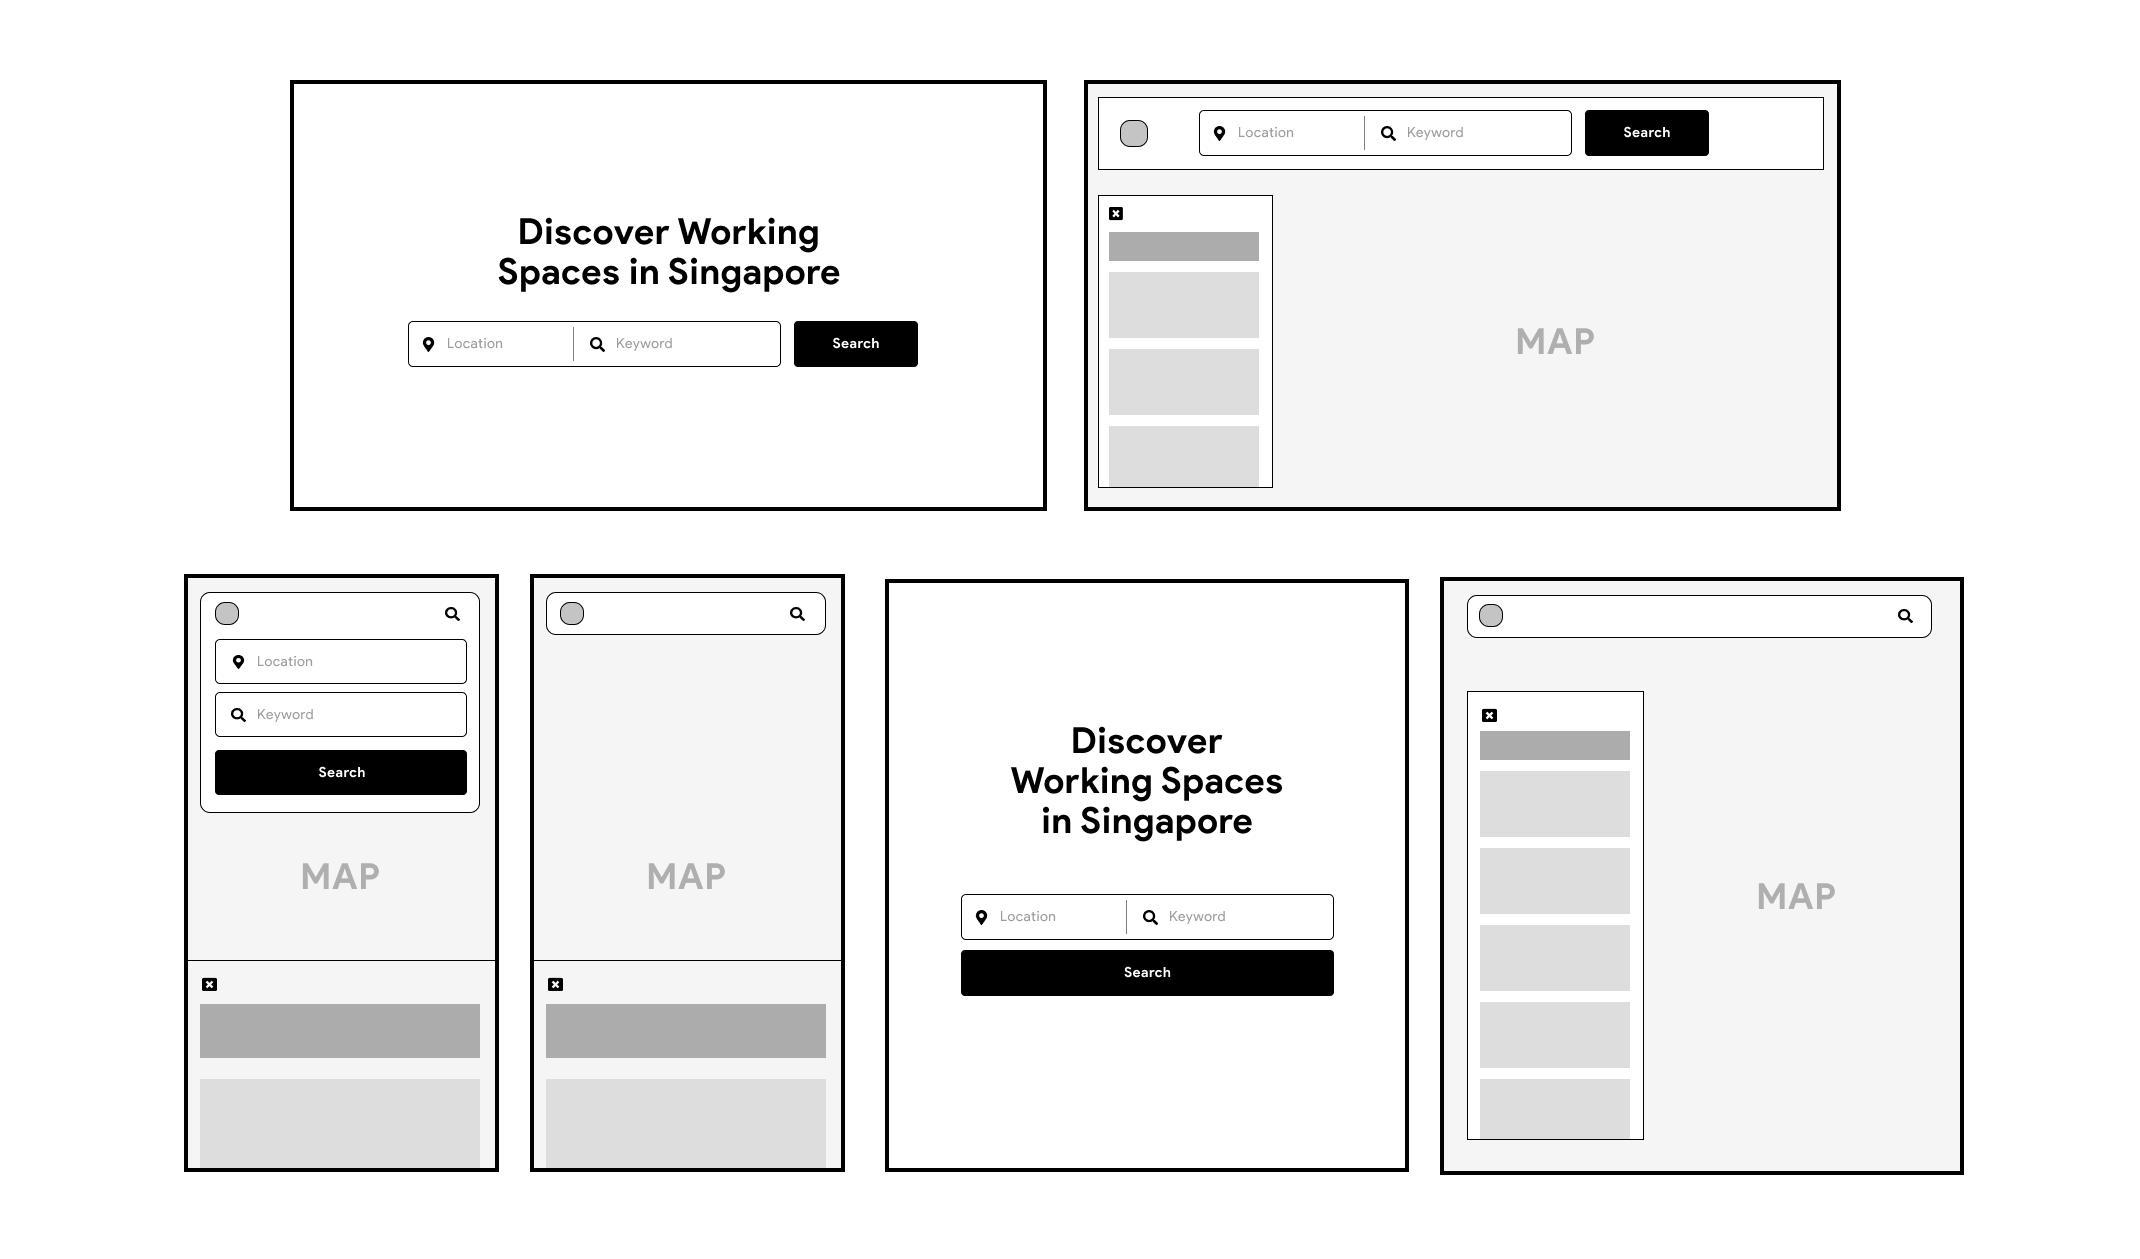 Discover Working
Spaces in Singapore
Location
Keyword
Search
Location
Keyword
Search
MAP
Location
Keyword
Search
MAP
MAP
Discover
Working Spaces
in Singapore
Location
Keyword
Search
MAP